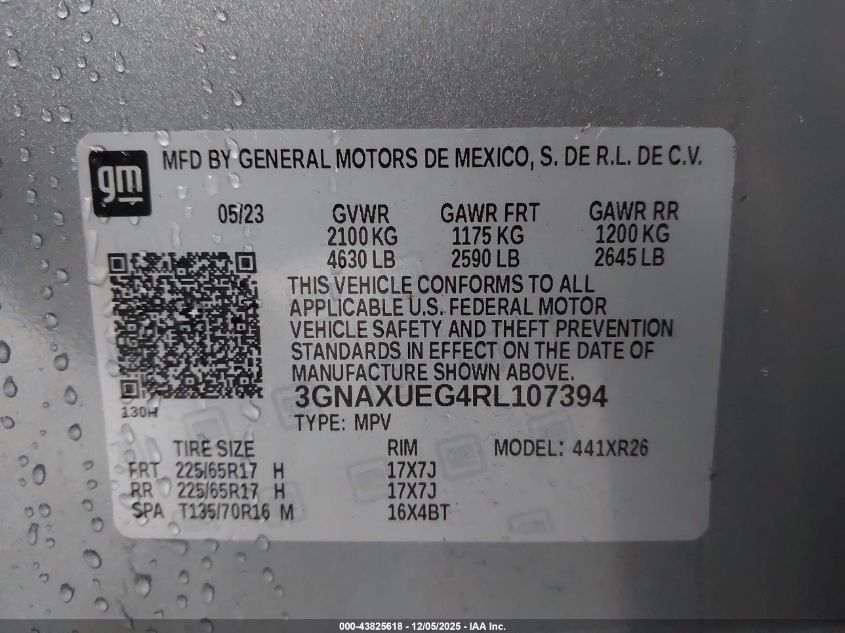 gm
MFD BY GENERAL MOTORS DE MEXICO, S. DE R.L. DE C.V.
05/23 GVWR GAWR FRT GAWR RR
2100 KG 1175 KG 1200 KG
4630 LB 2590 LB 2645 LB
THIS VEHICLE CONFORMS TO ALL
APPLICABLE U.S. FEDERAL MOTOR
VEHICLE SAFETY AND THEFT PREVENTION
STANDARDS IN EFFECT ON THE DATE OF
MANUFACTURE SHOWN ABOVE.
3GNAXUEG4RL107394
130H
TYPE: MPV
TIRE SIZE RIM MODEL: 441XR26
FRT 225/65R17 H 17X7J
RR 225/65R17 H 17X7J
SPA T135/70R16 M 16X4BT
000-43825618 - 12/05/2025 - IAA Inc.